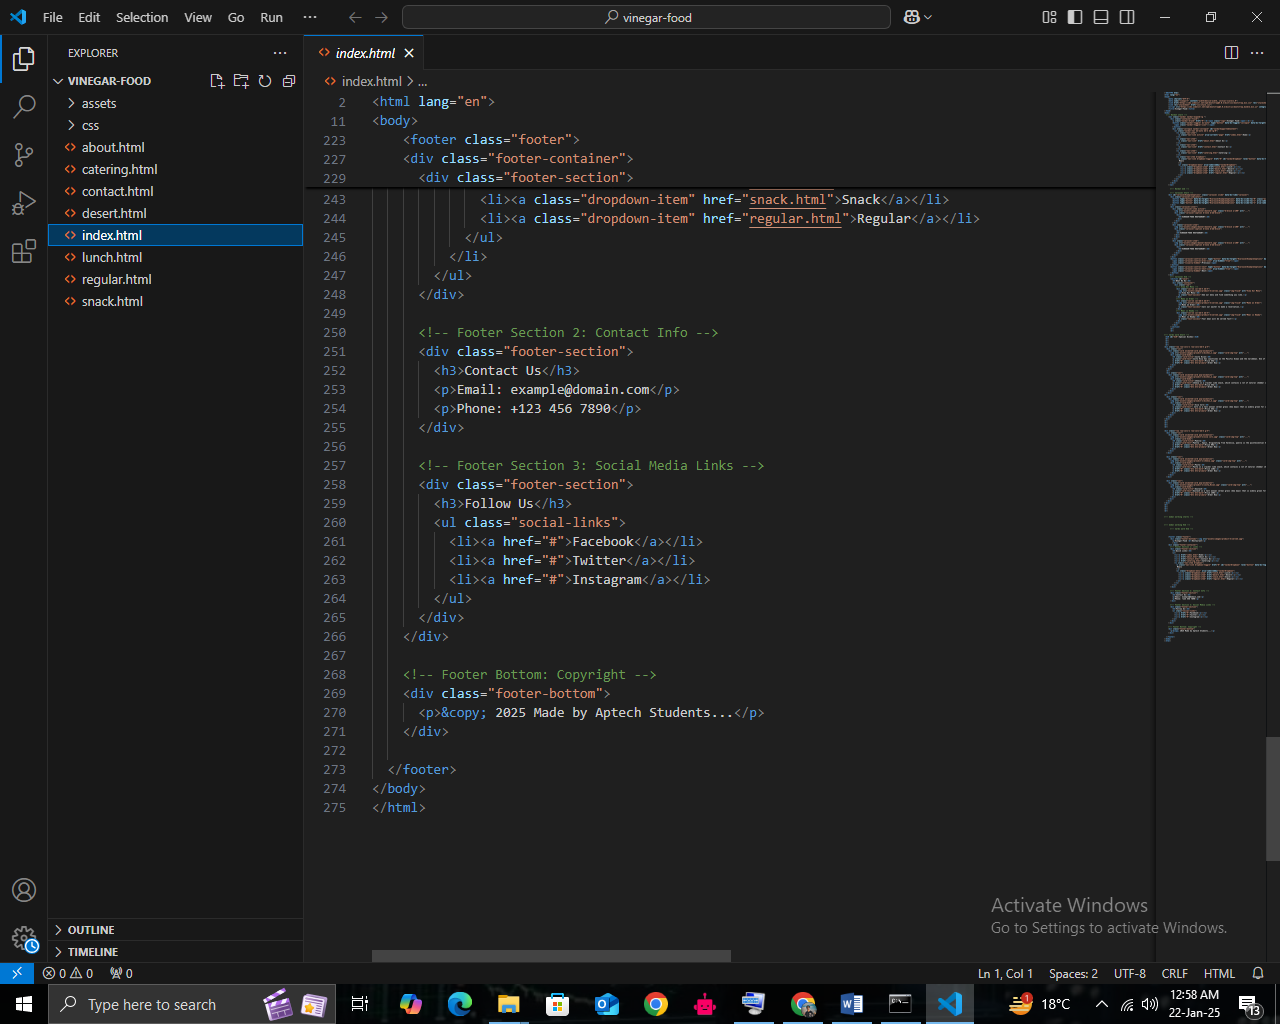 File Edit Selection View Go Run ···
vinegar-food
EXPLORER
index.html
VINEGAR-FOOD
index.html > ...
assets
css
about.html
catering.html
contact.html
desert.html
index.html
lunch.html
regular.html
snack.html
2 <html lang="en">
11 <body>
223 <footer class="footer">
227 <div class="footer-container">
229 <div class="footer-section">
243 <li><a class="dropdown-item" href="snack.html">Snack</a></li>
244 <li><a class="dropdown-item" href="regular.html">Regular</a></li>
245 </ul>
246 </li>
247 </ul>
248 </div>
249
250 <!-- Footer Section 2: Contact Info -->
251 <div class="footer-section">
252 <h3>Contact Us</h3>
253 <p>Email: example@domain.com</p>
254 <p>Phone: +123 456 7890</p>
255 </div>
256
257 <!-- Footer Section 3: Social Media Links -->
258 <div class="footer-section">
259 <h3>Follow Us</h3>
260 <ul class="social-links">
261 <li><a href="#">Facebook</a></li>
262 <li><a href="#">Twitter</a></li>
263 <li><a href="#">Instagram</a></li>
264 </ul>
265 </div>
266 </div>
267
268 <!-- Footer Bottom: Copyright -->
269 <div class="footer-bottom">
270 <p>&copy; 2025 Made by Aptech Students...</p>
271 </div>
272
273 </footer>
274 </body>
275 </html>
Activate Windows
Go to Settings to activate Windows.
OUTLINE
TIMELINE
0 0 0
Ln 1, Col 1 Spaces: 2 UTF-8 CRLF HTML
Type here to search
1
18°C
12:58 AM
22-Jan-25
13